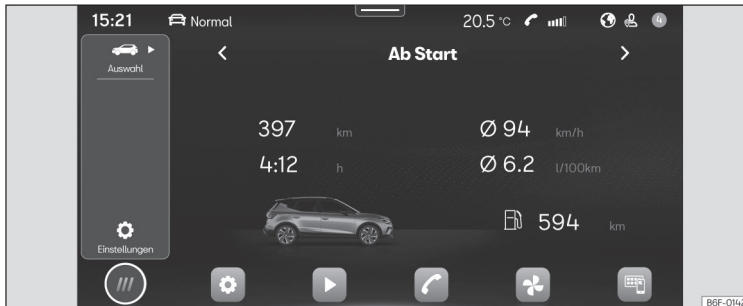 15:21 Normal 20.5 °C 4
Auswahl
Ab Start
397 km Ø 94 km/h
4:12 h Ø 6.2 l/100km
594 km
Einstellungen
B6F-0142